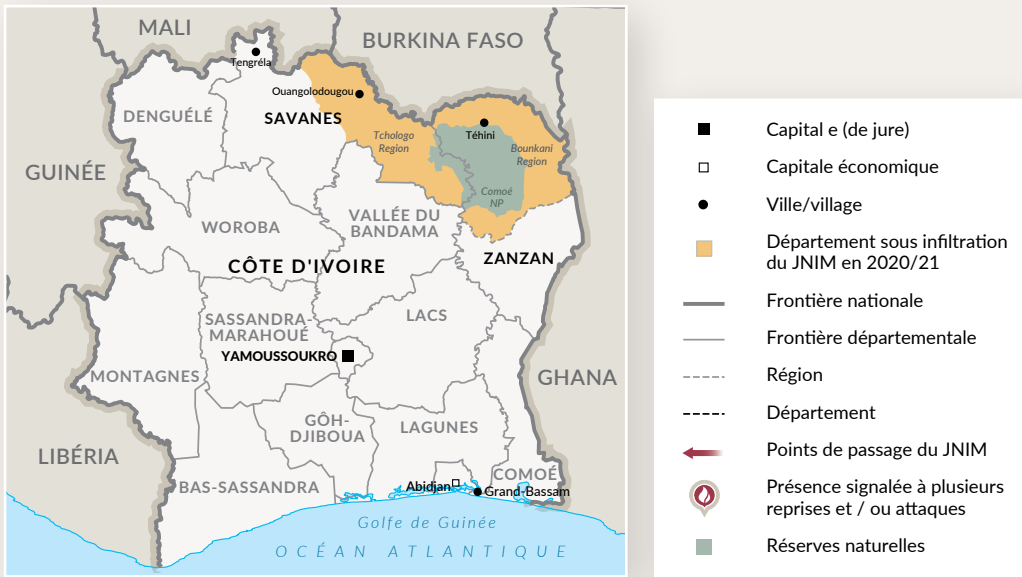 MALI
BURKINA FASO
Tengréla
Ouangolodougou
DENGUÉLÉ
SAVANES
Tchologo
Region
Téhini
Bounkani
Region
GUINÉE
Comoé
NP
WOROBA
VALLÉE DU
BANDAMA
ZANZAN
CÔTE D'IVOIRE
SASSANDRA-
MARAHOUÉ
LACS
YAMOUSSOUKRO
MONTAGNES
GHANA
GÔH-
DJIBOUA
LAGUNES
LIBÉRIA
BAS-SASSANDRA
COMOÉ
Abidjan
Grand-Bassam
Golfe de Guinée
OCÉAN ATLANTIQUE
Capital e (de jure)
Capitale économique
Ville/village
Département sous infiltration
du JNIM en 2020/21
Frontière nationale
Frontière départementale
Région
Département
Points de passage du JNIM
Présence signalée à plusieurs
reprises et / ou attaques
Réserves naturelles